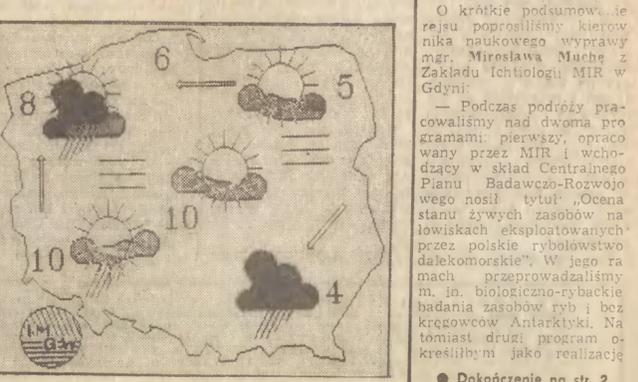 6
5
8
10
10
4
I.M
Gdynia
O krótkie podsumow...ie
rejsu poprosiliśmy kierow
nika naukowego wyprawy
mgr. Mirosława Muchę z
Zakładu Ichtiologii MIR w
Gdyni:
— Podczas podróży pra-
cowaliśmy nad dwoma pro
gramami: pierwszy, opraco
wany przez MIR i wcho-
dzący w skład Centralnego
Planu Badawczo-Rozwojo
wego nosił tytuł „Ocena
stanu żywych zasobów na
łowiskach eksploatowanych
przez polskie rybołówstwo
dalekomorskie". W jego ra
mach przeprowadzaliśmy
m. in. biologiczno-rybackie
badania zasobów ryb i bez
kręgowców Antarktyki. Na
tomiast drugi program o-
kreśliłbym jako realizację
● Dokończenie na str. 2